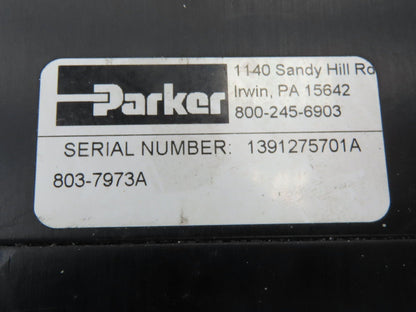 Parker
1140 Sandy Hill Rd
Irwin, PA 15642
800-245-6903
SERIAL NUMBER: 1391275701A
803-7973A